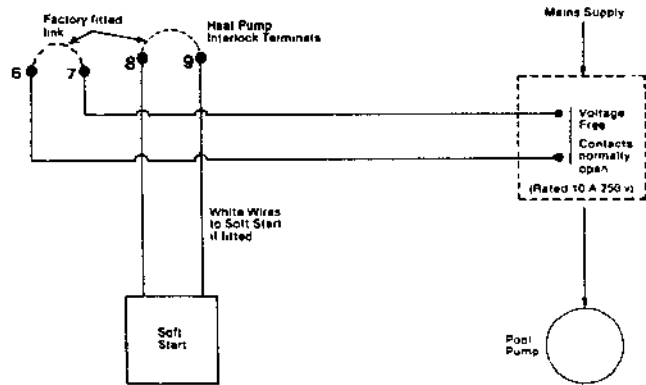 Factory fitted
link
Heal Pump
Interlock Terminals
Mains Supply
6
7
8
9
Voltage
Free
Contacts
normally
open
(Rated 10 A 250 v)
White Wires
to Soft Start
if fitted
Soft
Start
Pool
Pump